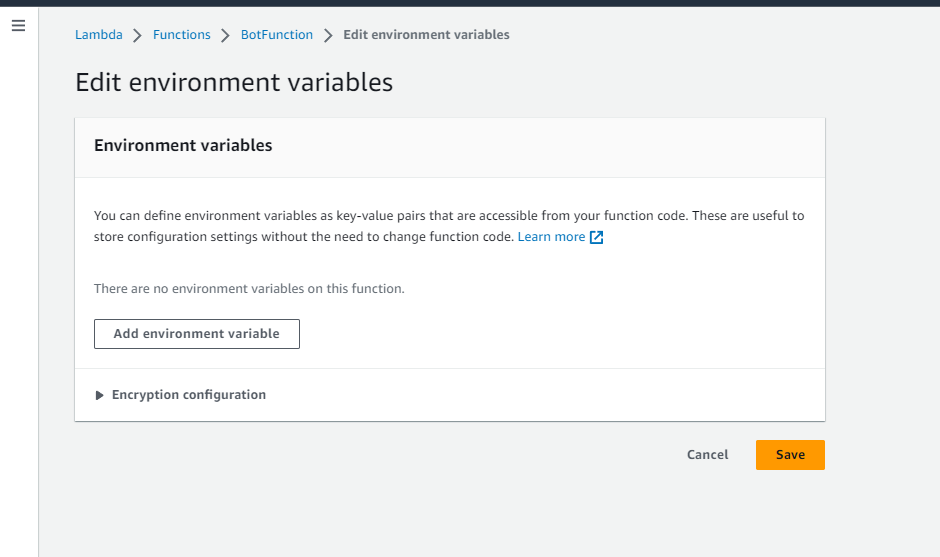 Lambda > Functions > BotFunction > Edit environment variables
Edit environment variables
Environment variables
You can define environment variables as key-value pairs that are accessible from your function code. These are useful to
store configuration settings without the need to change function code. Learn more
There are no environment variables on this function.
Add environment variable
Encryption configuration
Cancel Save